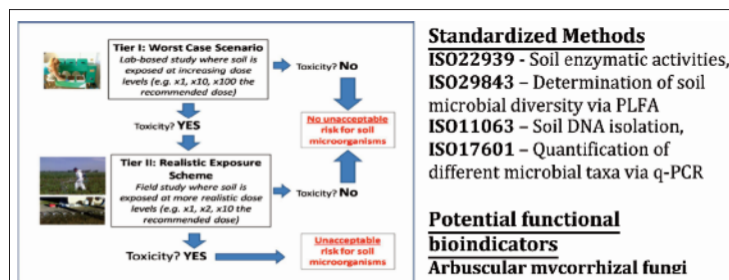 Tier I: Worst Case Scenario
Lab-based study where soil is
exposed at increasing dose
levels (e.g. x1, x10, x100 the
recommended dose)
Toxicity? No
Toxicity? YES
No unacceptable
risk for soil
microorganisms
Tier II: Realistic Exposure
Scheme
Field study where soil is
exposed at more realistic dose
levels (e.g. x1, x2, x10 the
recommended dose)
Toxicity? No
Toxicity? YES
Unacceptable
risk for soil
microorganisms
Standardized Methods
ISO22939 - Soil enzymatic activities,
ISO29843 – Determination of soil
microbial diversity via PLFA
ISO11063 – Soil DNA isolation,
ISO17601 – Quantification of
different microbial taxa via q-PCR
Potential functional
bioindicators
Arbuscular mycorrhizal fungi